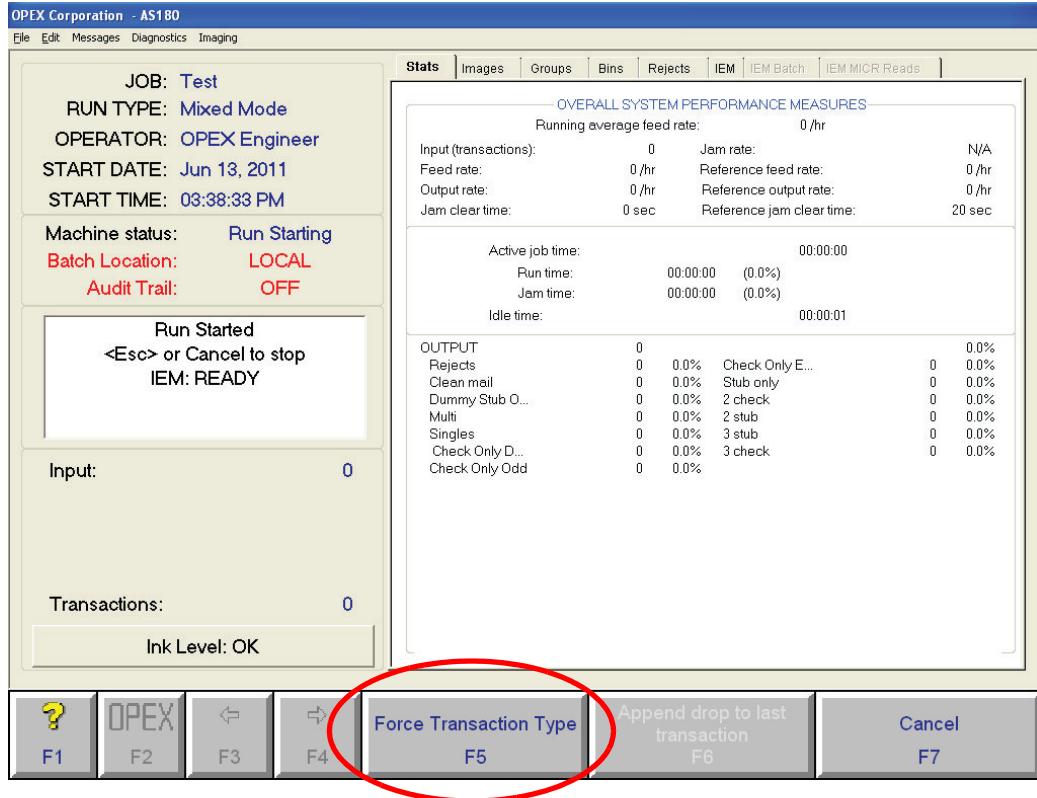 OPEX Corporation - AS180
File Edit Messages Diagnostics Imaging
JOB: Test
RUN TYPE: Mixed Mode
OPERATOR: OPEX Engineer
START DATE: Jun 13, 2011
START TIME: 03:38:33 PM
Machine status: Run Starting
Batch Location: LOCAL
Audit Trail: OFF
Run Started
<Esc> or Cancel to stop
IEM: READY
Input: 0
Transactions: 0
Ink Level: OK
Stats Images Groups Bins Rejects IEM IEM Batch IEM MICR Reads
OVERALL SYSTEM PERFORMANCE MEASURES
Running average feed rate: 0 /hr
Input (transactions): 0 Jam rate: N/A
Feed rate: 0 /hr Reference feed rate: 0 /hr
Output rate: 0 /hr Reference output rate: 0 /hr
Jam clear time: 0 sec Reference jam clear time: 20 sec
Active job time: 00:00:00
Run time: 00:00:00 (0.0%)
Jam time: 00:00:00 (0.0%)
Idle time: 00:00:01
OUTPUT 0 0.0%
Rejects 0 0.0% Check Only E... 0 0.0%
Clean mail 0 0.0% Stub only 0 0.0%
Dummy Stub O... 0 0.0% 2 check 0 0.0%
Multi 0 0.0% 2 stub 0 0.0%
Singles 0 0.0% 3 stub 0 0.0%
Check Only D... 0 0.0% 3 check 0 0.0%
Check Only Odd 0 0.0%
? F1
OPEX F2
F3
F4
Force Transaction Type
F5
Append drop to last
transaction
F6
Cancel
F7